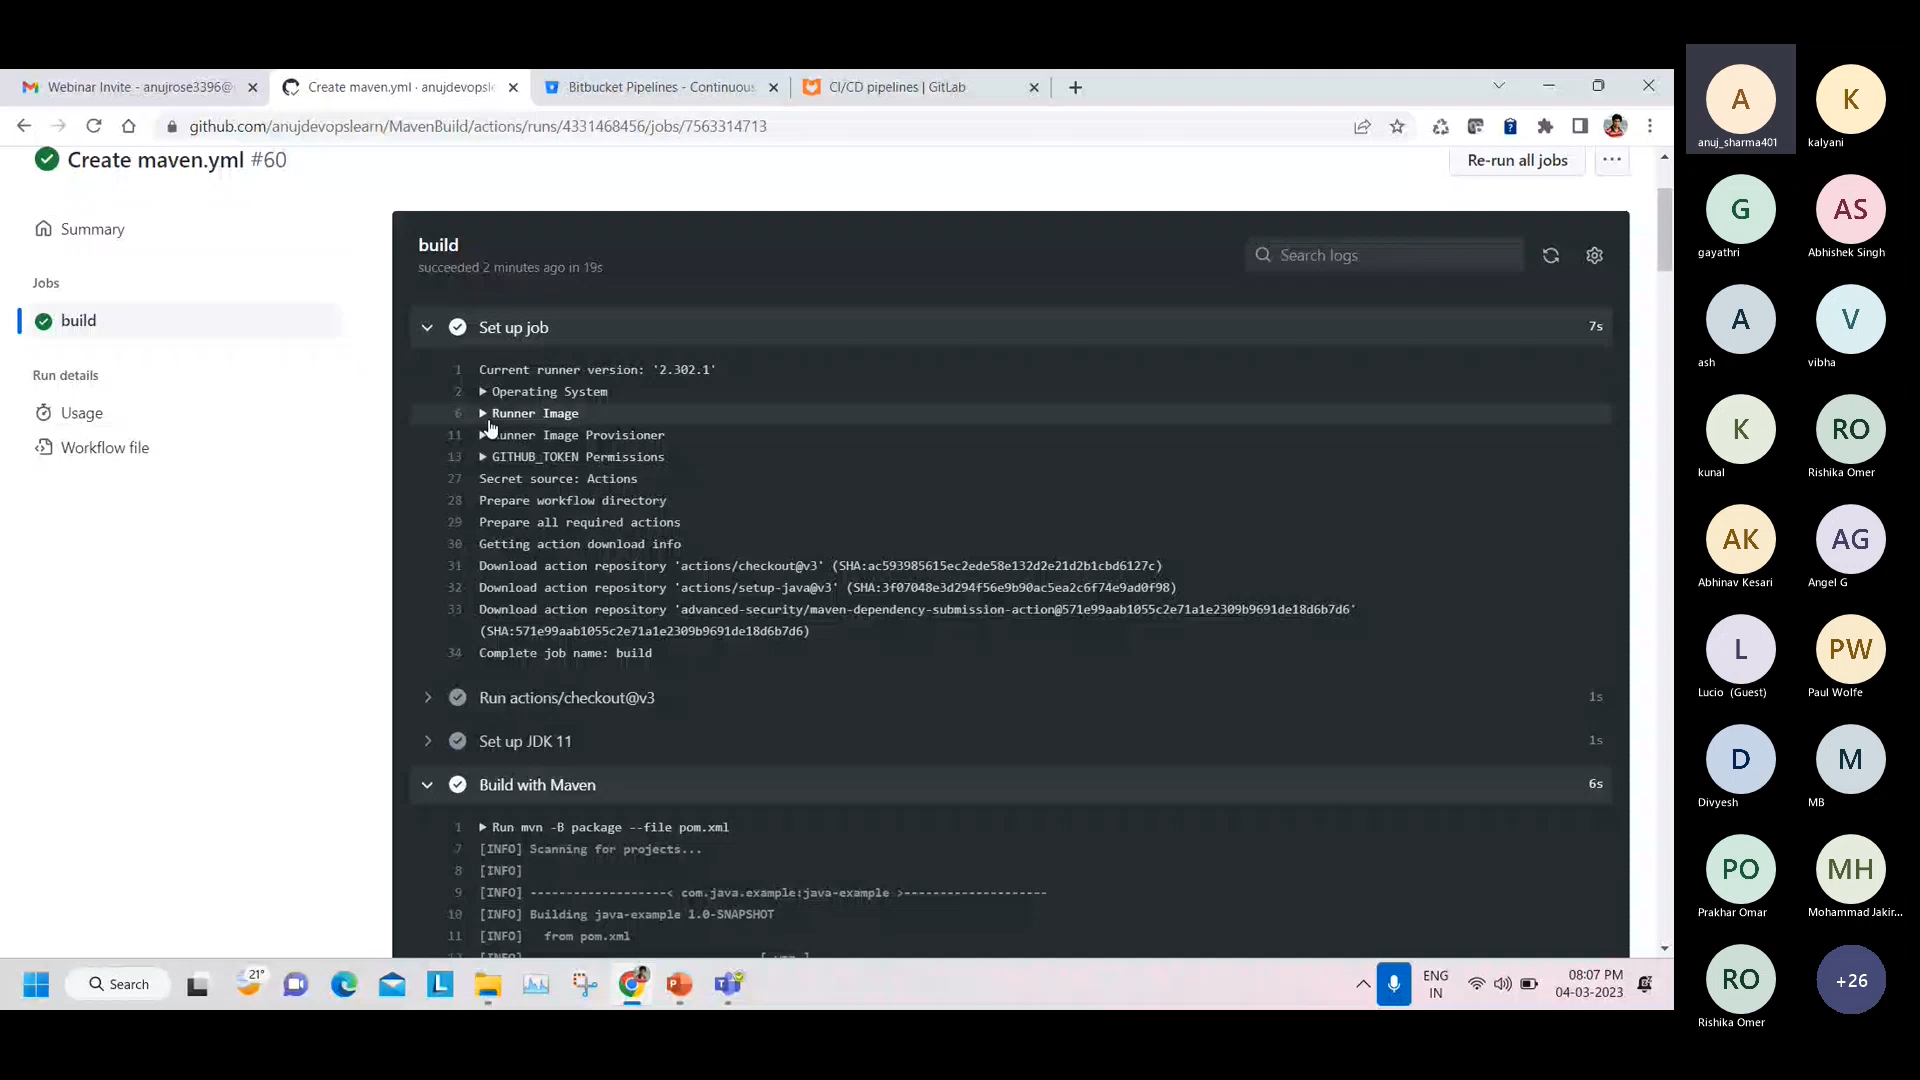 Webinar Invite - anujrose3396@
Create maven.yml · anujdevopsle
Bitbucket Pipelines - Continuous
CI/CD pipelines | GitLab
github.com/anujdevopslearn/MavenBuild/actions/runs/4331468456/jobs/7563314713
Create maven.yml #60
Re-run all jobs
Summary
Jobs
build
Run details
Usage
Workflow file
build
succeeded 2 minutes ago in 19s
Search logs
Set up job
7s
1 Current runner version: '2.302.1'
2 Operating System
6 Runner Image
11 unner Image Provisioner
13 GITHUB_TOKEN Permissions
27 Secret source: Actions
28 Prepare workflow directory
29 Prepare all required actions
30 Getting action download info
31 Download action repository 'actions/checkout@v3' (SHA:ac593985615ec2ede58e132d2e21d2b1cbd6127c)
32 Download action repository 'actions/setup-java@v3' (SHA:3f07048e3d294f56e9b90ac5ea2c6f74e9ad0f98)
33 Download action repository 'advanced-security/maven-dependency-submission-action@571e99aab1055c2e71a1e2309b9691de18d6b7d6'
(SHA:571e99aab1055c2e71a1e2309b9691de18d6b7d6)
34 Complete job name: build
Run actions/checkout@v3
1s
Set up JDK 11
1s
Build with Maven
6s
1 Run mvn -B package --file pom.xml
7 [INFO] Scanning for projects...
8 [INFO]
9 [INFO] -------------------< com.java.example:java-example >--------------------
10 [INFO] Building java-example 1.0-SNAPSHOT
11 [INFO] from pom.xml
21°
Search
ENG
IN
08:07 PM
04-03-2023
A
anuj_sharma401
K
kalyani
G
gayathri
AS
Abhishek Singh
A
ash
V
vibha
K
kunal
RO
Rishika Omer
AK
Abhinav Kesari
AG
Angel G
L
Lucio (Guest)
PW
Paul Wolfe
D
Divyesh
M
MB
PO
Prakhar Omar
MH
Mohammad Jakir...
RO
Rishika Omer
+26